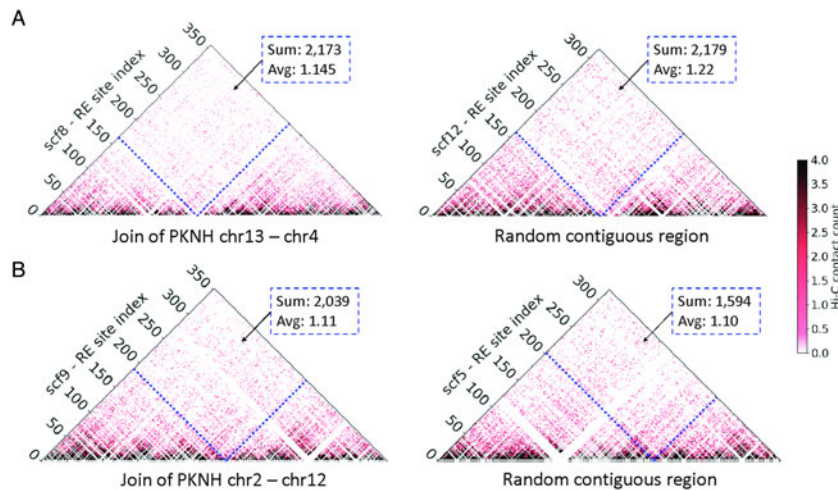 A
350
300
250
200
150
100
50
0
scf8 - RE site index
Sum: 2,173
Avg: 1.145
Join of PKNH chr13 – chr4
300
250
200
150
100
50
0
scf12 - RE site index
Sum: 2,179
Avg: 1.22
Random contiguous region
4.0
3.5
3.0
2.5
2.0
1.5
1.0
0.5
0.0
Hi-C contact count
B
350
300
250
200
150
100
50
0
scf9 - RE site index
Sum: 2,039
Avg: 1.11
Join of PKNH chr2 – chr12
300
250
200
150
100
50
0
scf5 - RE site index
Sum: 1,594
Avg: 1.10
Random contiguous region